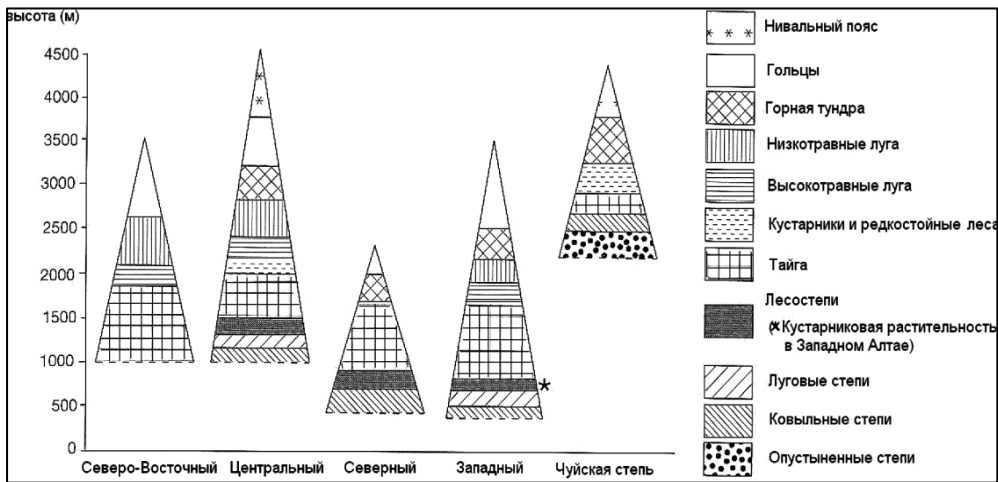 высота (м)
4500
4000
3500
3000
2500
2000
1500
1000
500
0
Северо-Восточный
Центральный
Северный
Западный
Чуйская степь
Нивальный пояс
Гольцы
Горная тундра
Низкотравные луга
Высокотравные луга
Кустарники и редкостойные леса
Тайга
Лесостепи
(* Кустарниковая растительность
в Западном Алтае)
Луговые степи
Ковыльные степи
Опустыненные степи